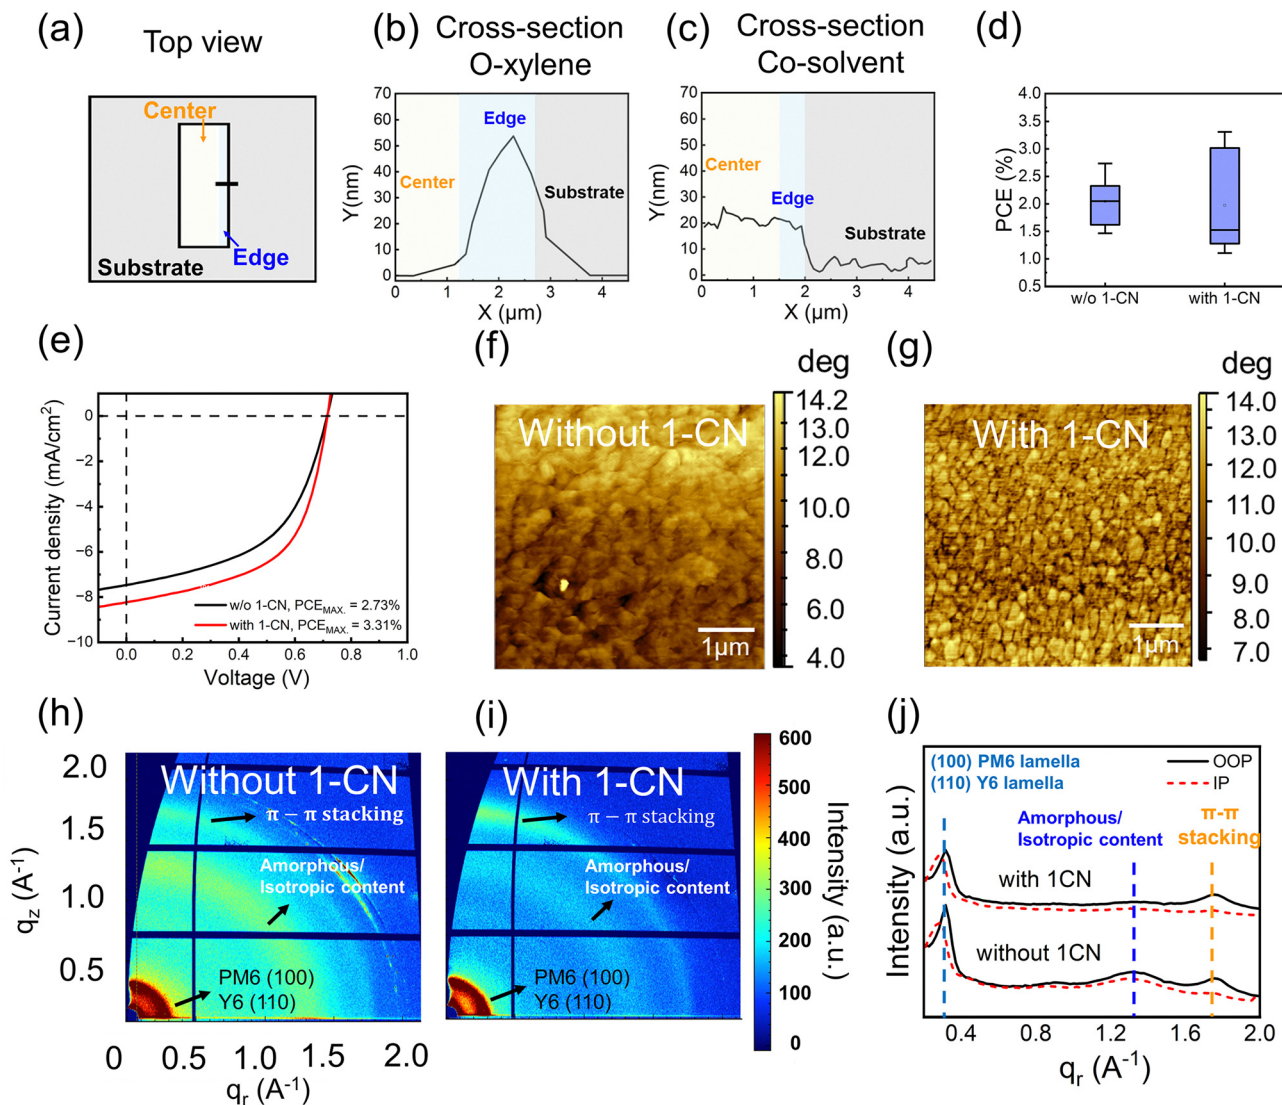 (a)
Top view
Center
Edge
Substrate
(b)
Cross-section
O-xylene
70
60
50
40
30
20
10
0
Y(nm)
Edge
Center
Substrate
0
1
2
3
4
X (µm)
(c)
Cross-section
Co-solvent
70
60
50
40
30
20
10
0
Y(nm)
Center
Edge
Substrate
0
1
2
3
4
X (µm)
(d)
4.0
3.5
3.0
2.5
2.0
1.5
1.0
0.5
PCE (%)
w/o 1-CN
with 1-CN
(e)
0
−2
−4
−6
−8
−10
Current density (mA/cm²)
w/o 1-CN, PCEMAX. = 2.73%
with 1-CN, PCEMAX. = 3.31%
0.0
0.2
0.4
0.6
0.8
1.0
Voltage (V)
(f)
deg
Without 1-CN
1µm
14.2
13.0
12.0
10.0
8.0
6.0
4.0
(g)
deg
With 1-CN
1µm
14.0
13.0
12.0
11.0
10.0
9.0
8.0
7.0
(h)
2.0
1.5
1.0
0.5
qz (A⁻¹)
Without 1-CN
π − π stacking
Amorphous/
Isotropic content
PM6 (100)
Y6 (110)
0
0.5
1.0
1.5
2.0
qr (A⁻¹)
(i)
With 1-CN
π − π stacking
Amorphous/
Isotropic content
PM6 (100)
Y6 (110)
600
500
400
300
200
100
0
Intensity (a.u.)
(j)
(100) PM6 lamella
(110) Y6 lamella
OOP
IP
Amorphous/
Isotropic content
π-π
stacking
with 1CN
without 1CN
Intensity (a.u.)
0.4
0.8
1.2
1.6
2.0
qr (A⁻¹)